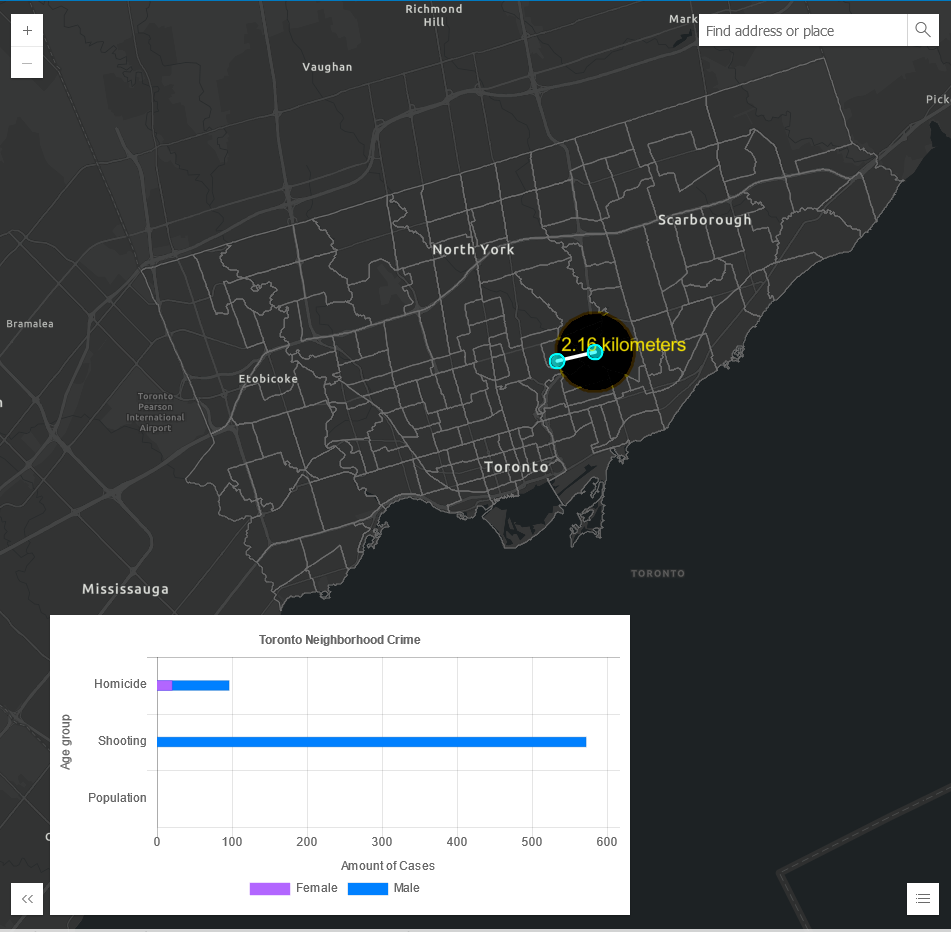 Richmond
Hill
Mark
Find address or place
Vaughan
Pick
Scarborough
North York
Bramalea
2.16 kilometers
Etobicoke
Toronto
Pearson
International
Airport
Toronto
TORONTO
Mississauga
Toronto Neighborhood Crime
Age group
Homicide
Shooting
Population
0 100 200 300 400 500 600
Amount of Cases
Female Male